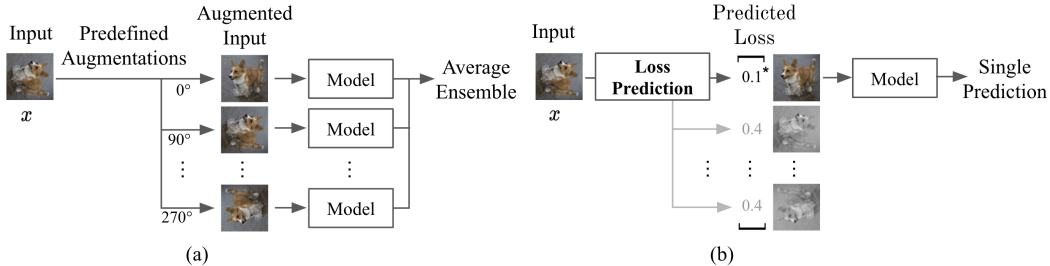 Input
Predefined
Augmentations
Augmented
Input
x
0°
90°
⋮
270°
Model
Model
⋮
Model
Average
Ensemble
(a)
Input
x
Loss
Prediction
Predicted
Loss
0.1*
0.4
⋮
0.4
Model
Single
Prediction
(b)